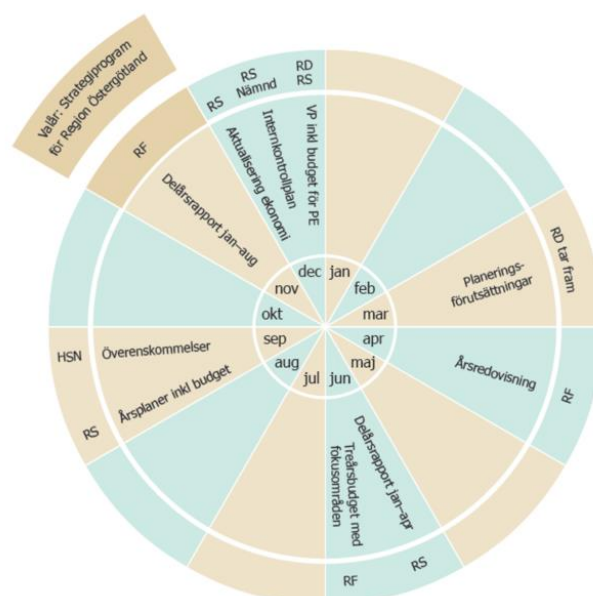 Valår: Strategiprogram
för Region Östergötland
RF
Delårsrapport jan–aug
RS
RS
Nämnd
RD
RS
Aktualisering ekonomi
Internkontrollplan
VP inkl budget för PE
RD tar fram
Planerings-
förutsättningar
Årsredovisning
RF
Delårsrapport jan–apr
Treårsbudget med
fokusområden
RS
RF
HSN
Överenskommelser
RS
Årsplaner inkl budget
jan
feb
mar
apr
maj
jun
jul
aug
sep
okt
nov
dec